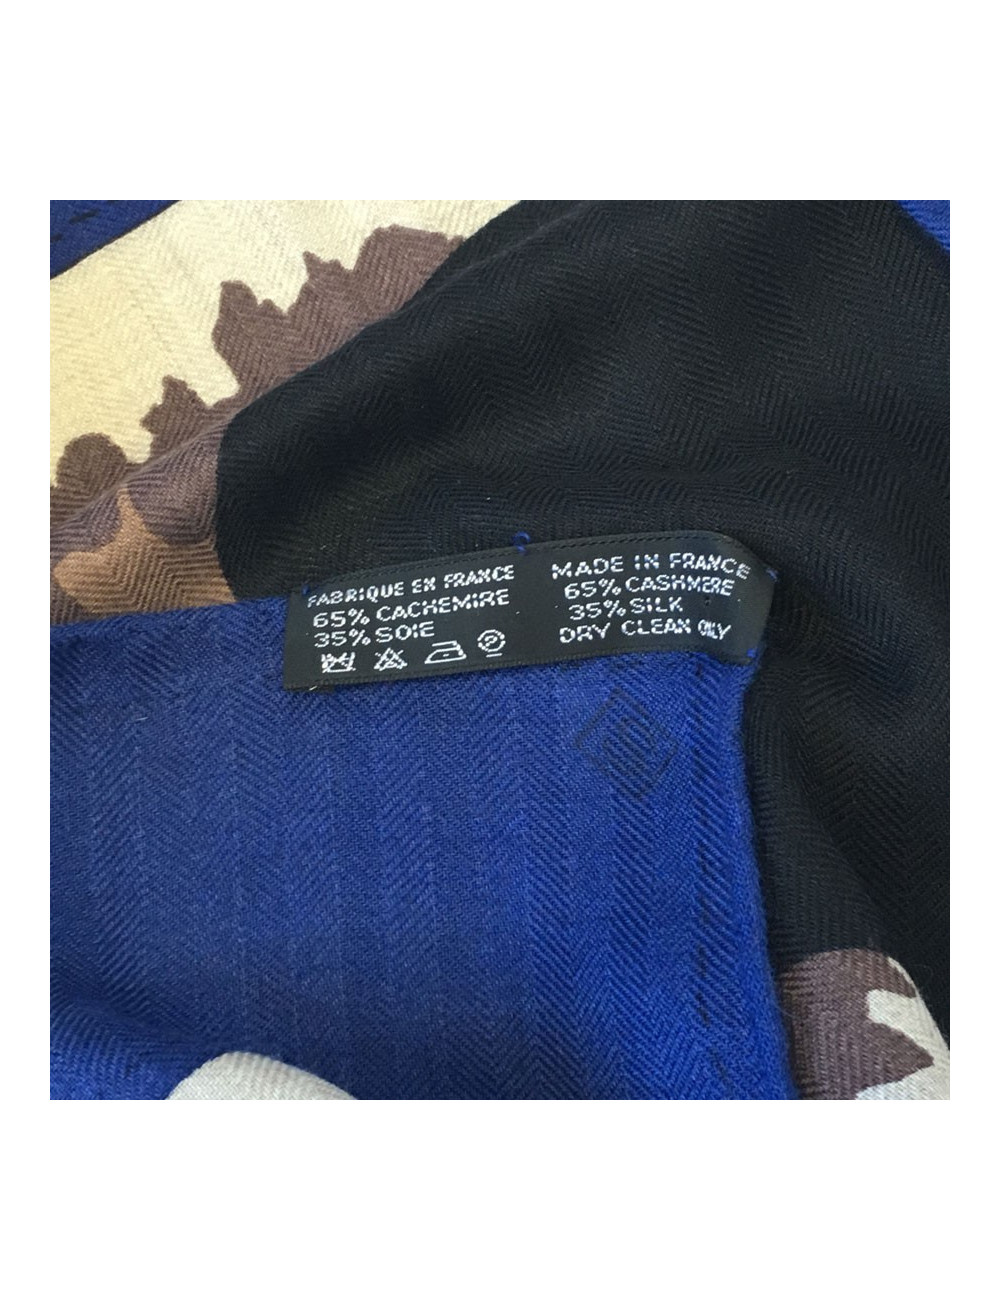 FABRIQUE EN FRANCE
65% CACHEMIRE
35% SOIE
MADE IN FRANCE
65% CASHMERE
35% SILK
DRY CLEAN ONLY